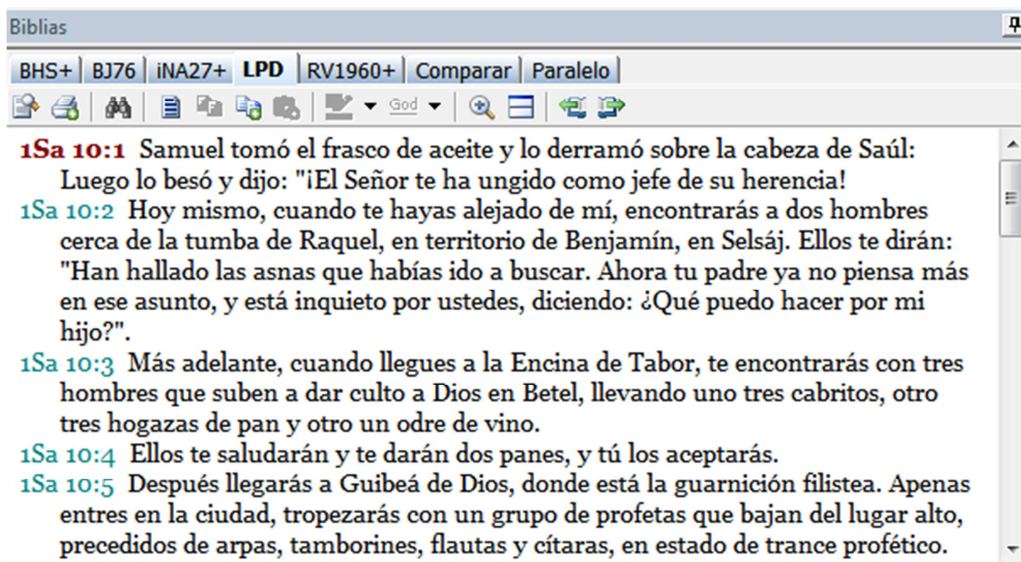 Biblias
BHS+ BJ76 iNA27+ LPD RV1960+ Comparar Paralelo
God
1Sa 10:1 Samuel tomó el frasco de aceite y lo derramó sobre la cabeza de Saúl:
Luego lo besó y dijo: "¡El Señor te ha ungido como jefe de su herencia!
1Sa 10:2 Hoy mismo, cuando te hayas alejado de mí, encontrarás a dos hombres
cerca de la tumba de Raquel, en territorio de Benjamín, en Selsáj. Ellos te dirán:
"Han hallado las asnas que habías ido a buscar. Ahora tu padre ya no piensa más
en ese asunto, y está inquieto por ustedes, diciendo: ¿Qué puedo hacer por mi
hijo?".
1Sa 10:3 Más adelante, cuando llegues a la Encina de Tabor, te encontrarás con tres
hombres que suben a dar culto a Dios en Betel, llevando uno tres cabritos, otro
tres hogazas de pan y otro un odre de vino.
1Sa 10:4 Ellos te saludarán y te darán dos panes, y tú los aceptarás.
1Sa 10:5 Después llegarás a Guibeá de Dios, donde está la guarnición filistea. Apenas
entres en la ciudad, tropezarás con un grupo de profetas que bajan del lugar alto,
precedidos de arpas, tamborines, flautas y cítaras, en estado de trance profético.